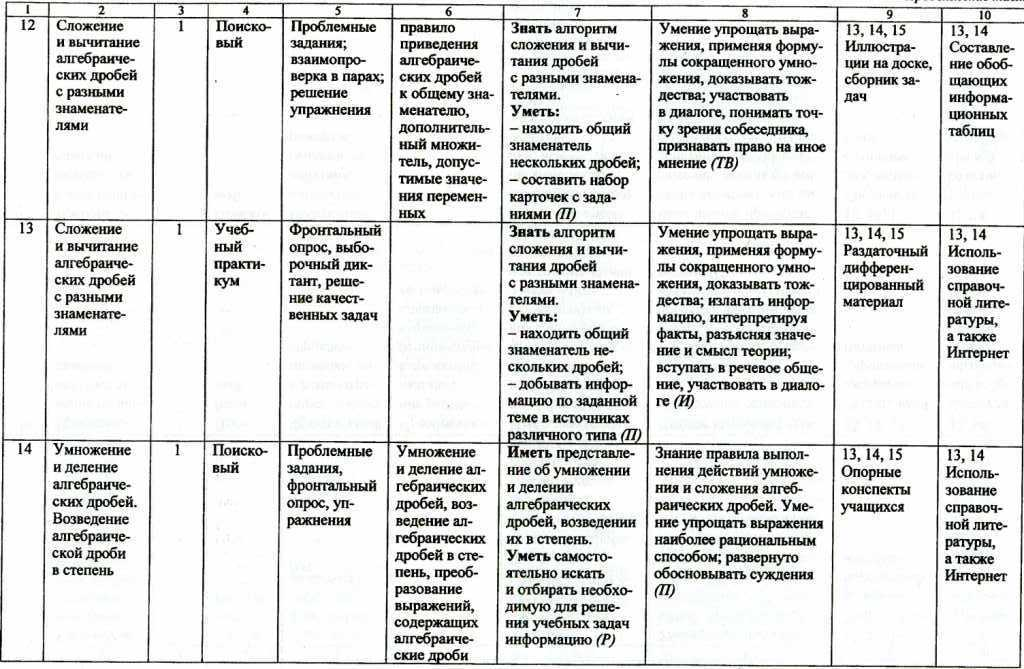 1 2 3 4 5 6 7 8 9 10
12
Сложение
и вычитание
алгебраиче-
ских дробей
с разными
знаменате-
лями
1
Поиско-
вый
Проблемные
задания;
взаимопро-
верка в парах;
решение
упражнения
правило
приведения
алгебраиче-
ских дробей
к общему зна-
менателю,
дополнитель-
ный множи-
тель, допус-
тимые значе-
ния перемен-
ных
Знать алгоритм
сложения и вычи-
тания дробей
с разными знамена-
телями.
Уметь:
– находить общий
знаменатель
нескольких дробей;
– составить набор
карточек с зада-
ниями (П)
Умение упрощать выра-
жения, применяя форму-
лы сокращенного умно-
жения, доказывать тож-
дества; участвовать
в диалоге, понимать точ-
ку зрения собеседника,
признавать право на иное
мнение (ТВ)
13, 14, 15
Иллюстра-
ции на доске,
сборник за-
дач
13, 14
Составле-
ние обоб-
щающих
информа-
ционных
таблиц
13
Сложение
и вычитание
алгебраиче-
ских дробей
с разными
знаменате-
лями
1
Учеб-
ный
практи-
кум
Фронтальный
опрос, выбо-
рочный дик-
тант, реше-
ние качест-
венных задач
Знать алгоритм
сложения и вычи-
тания дробей
с разными знамена-
телями.
Уметь:
– находить общий
знаменатель не-
скольких дробей;
– добывать инфор-
мацию по заданной
теме в источниках
различного типа (П)
Умение упрощать выра-
жения, применяя форму-
лы сокращенного умно-
жения, доказывать тож-
дества; излагать инфор-
мацию, интерпретируя
факты, разъясняя значе-
ние и смысл теории;
вступать в речевое обще-
ние, участвовать в диало-
ге (И)
13, 14, 15
Раздаточный
дифферен-
цированный
материал
13, 14
Исполь-
зование
справоч-
ной лите-
ратуры,
а также
Интернет
14
Умножение
и деление
алгебраиче-
ских дробей.
Возведение
алгебраиче-
ской дроби
в степень
1
Поиско-
вый
Проблемные
задания,
фронтальный
опрос, уп-
ражнения
Умножение
и деление ал-
гебраических
дробей, воз-
ведение ал-
гебраических
дробей в сте-
пень, преоб-
разование
выражений,
содержащих
алгебраиче-
ские дроби
Иметь представле-
ние об умножении
и делении
алгебраических
дробей, возведении
их в степень.
Уметь самосто-
ятельно искать
и отбирать необхо-
димую для реше-
ния учебных задач
информацию (Р)
Знание правила выпол-
нения действий умноже-
ния и сложения алгеб-
раических дробей. Уме-
ние упрощать выражения
наиболее рациональным
способом; развернуто
обосновывать суждения
(П)
13, 14, 15
Опорные
конспекты
учащихся
13, 14
Исполь-
зование
справоч-
ной лите-
ратуры,
а также
Интернет